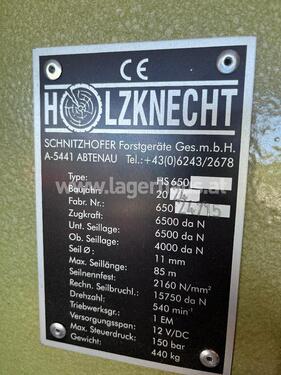 CE
HOLZKNECHT
SCHNITZHOFER Forstgeräte Ges.m.b.H.
A-5441 ABTENAU Tel.:+43(0)6243/2678
Type: HS 650
Baujahr: 20
Fabr. Nr.: 650
Zugkraft: 6500 da N
Unt. Seillage: 6500 da N
Ob. Seillage: 4000 da N
Seil Ø: 11 mm
Max. Seillänge: 85 m
Seilnennfest: 2160 N/mm²
Rechn. Seilbruchl.: 15750 da N
Drehzahl: 540 min⁻¹
Triebwerksgr.: 1 EM
Versorgungsspan: 12 V/DC
Max. Steuerdruck: 150 bar
Gewicht: 440 kg